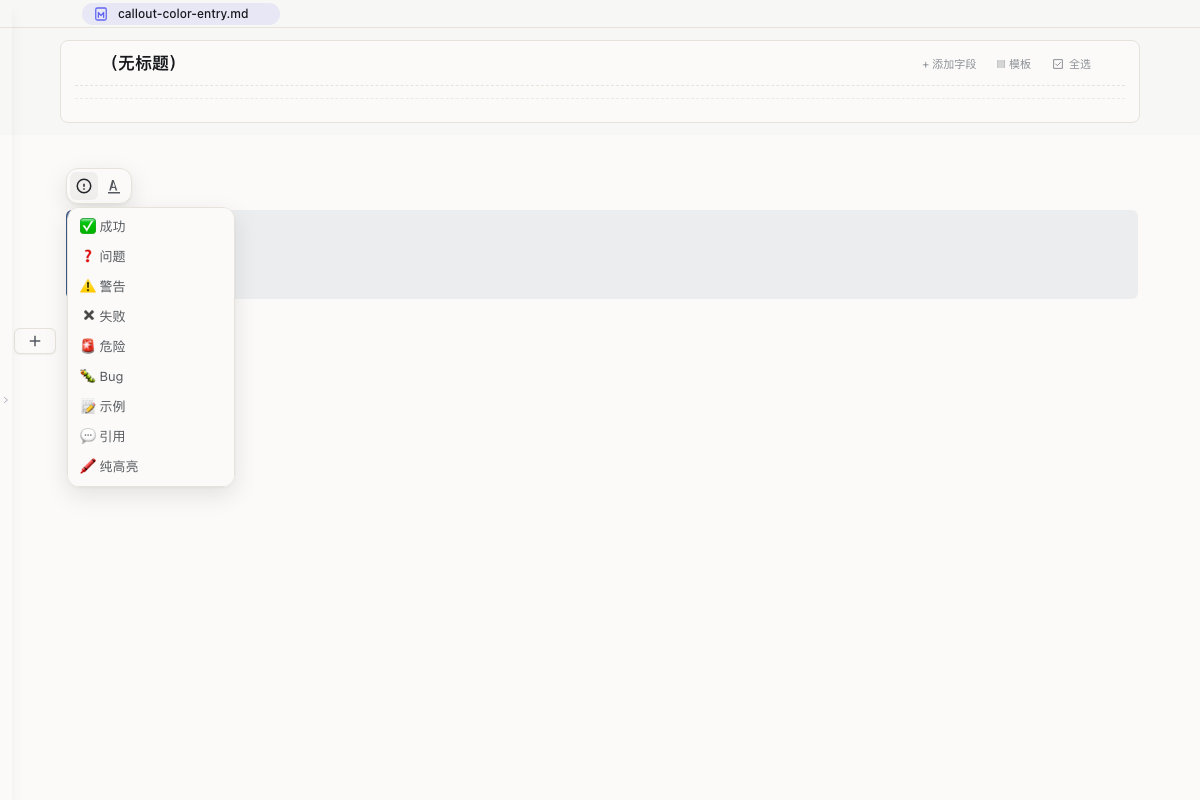 callout-color-entry.md
（无标题）
+ 添加字段 模板 全选
A
✅ 成功
❓ 问题
⚠️ 警告
✖ 失败
🚨 危险
🐛 Bug
📝 示例
💬 引用
🖍️ 纯高亮